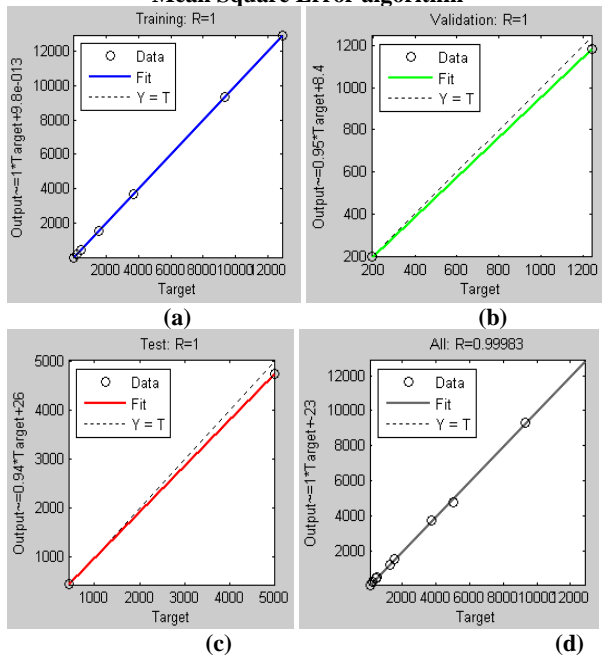 Mean Square Error algorithm
Training: R=1
Output~=1*Target+9.8e-013
12000
10000
8000
6000
4000
2000
Data
Fit
Y = T
2000 4000 6000 8000 10000 12000
Target
(a)
Validation: R=1
Output~=0.95*Target+8.4
1200
1000
800
600
400
200
Data
Fit
Y = T
200 400 600 800 1000 1200
Target
(b)
Test: R=1
Output~=0.94*Target+26
5000
4000
3000
2000
1000
Data
Fit
Y = T
1000 2000 3000 4000 5000
Target
(c)
All: R=0.99983
Output~=1*Target+-23
12000
10000
8000
6000
4000
2000
Data
Fit
Y = T
2000 4000 6000 8000 10000 12000
Target
(d)